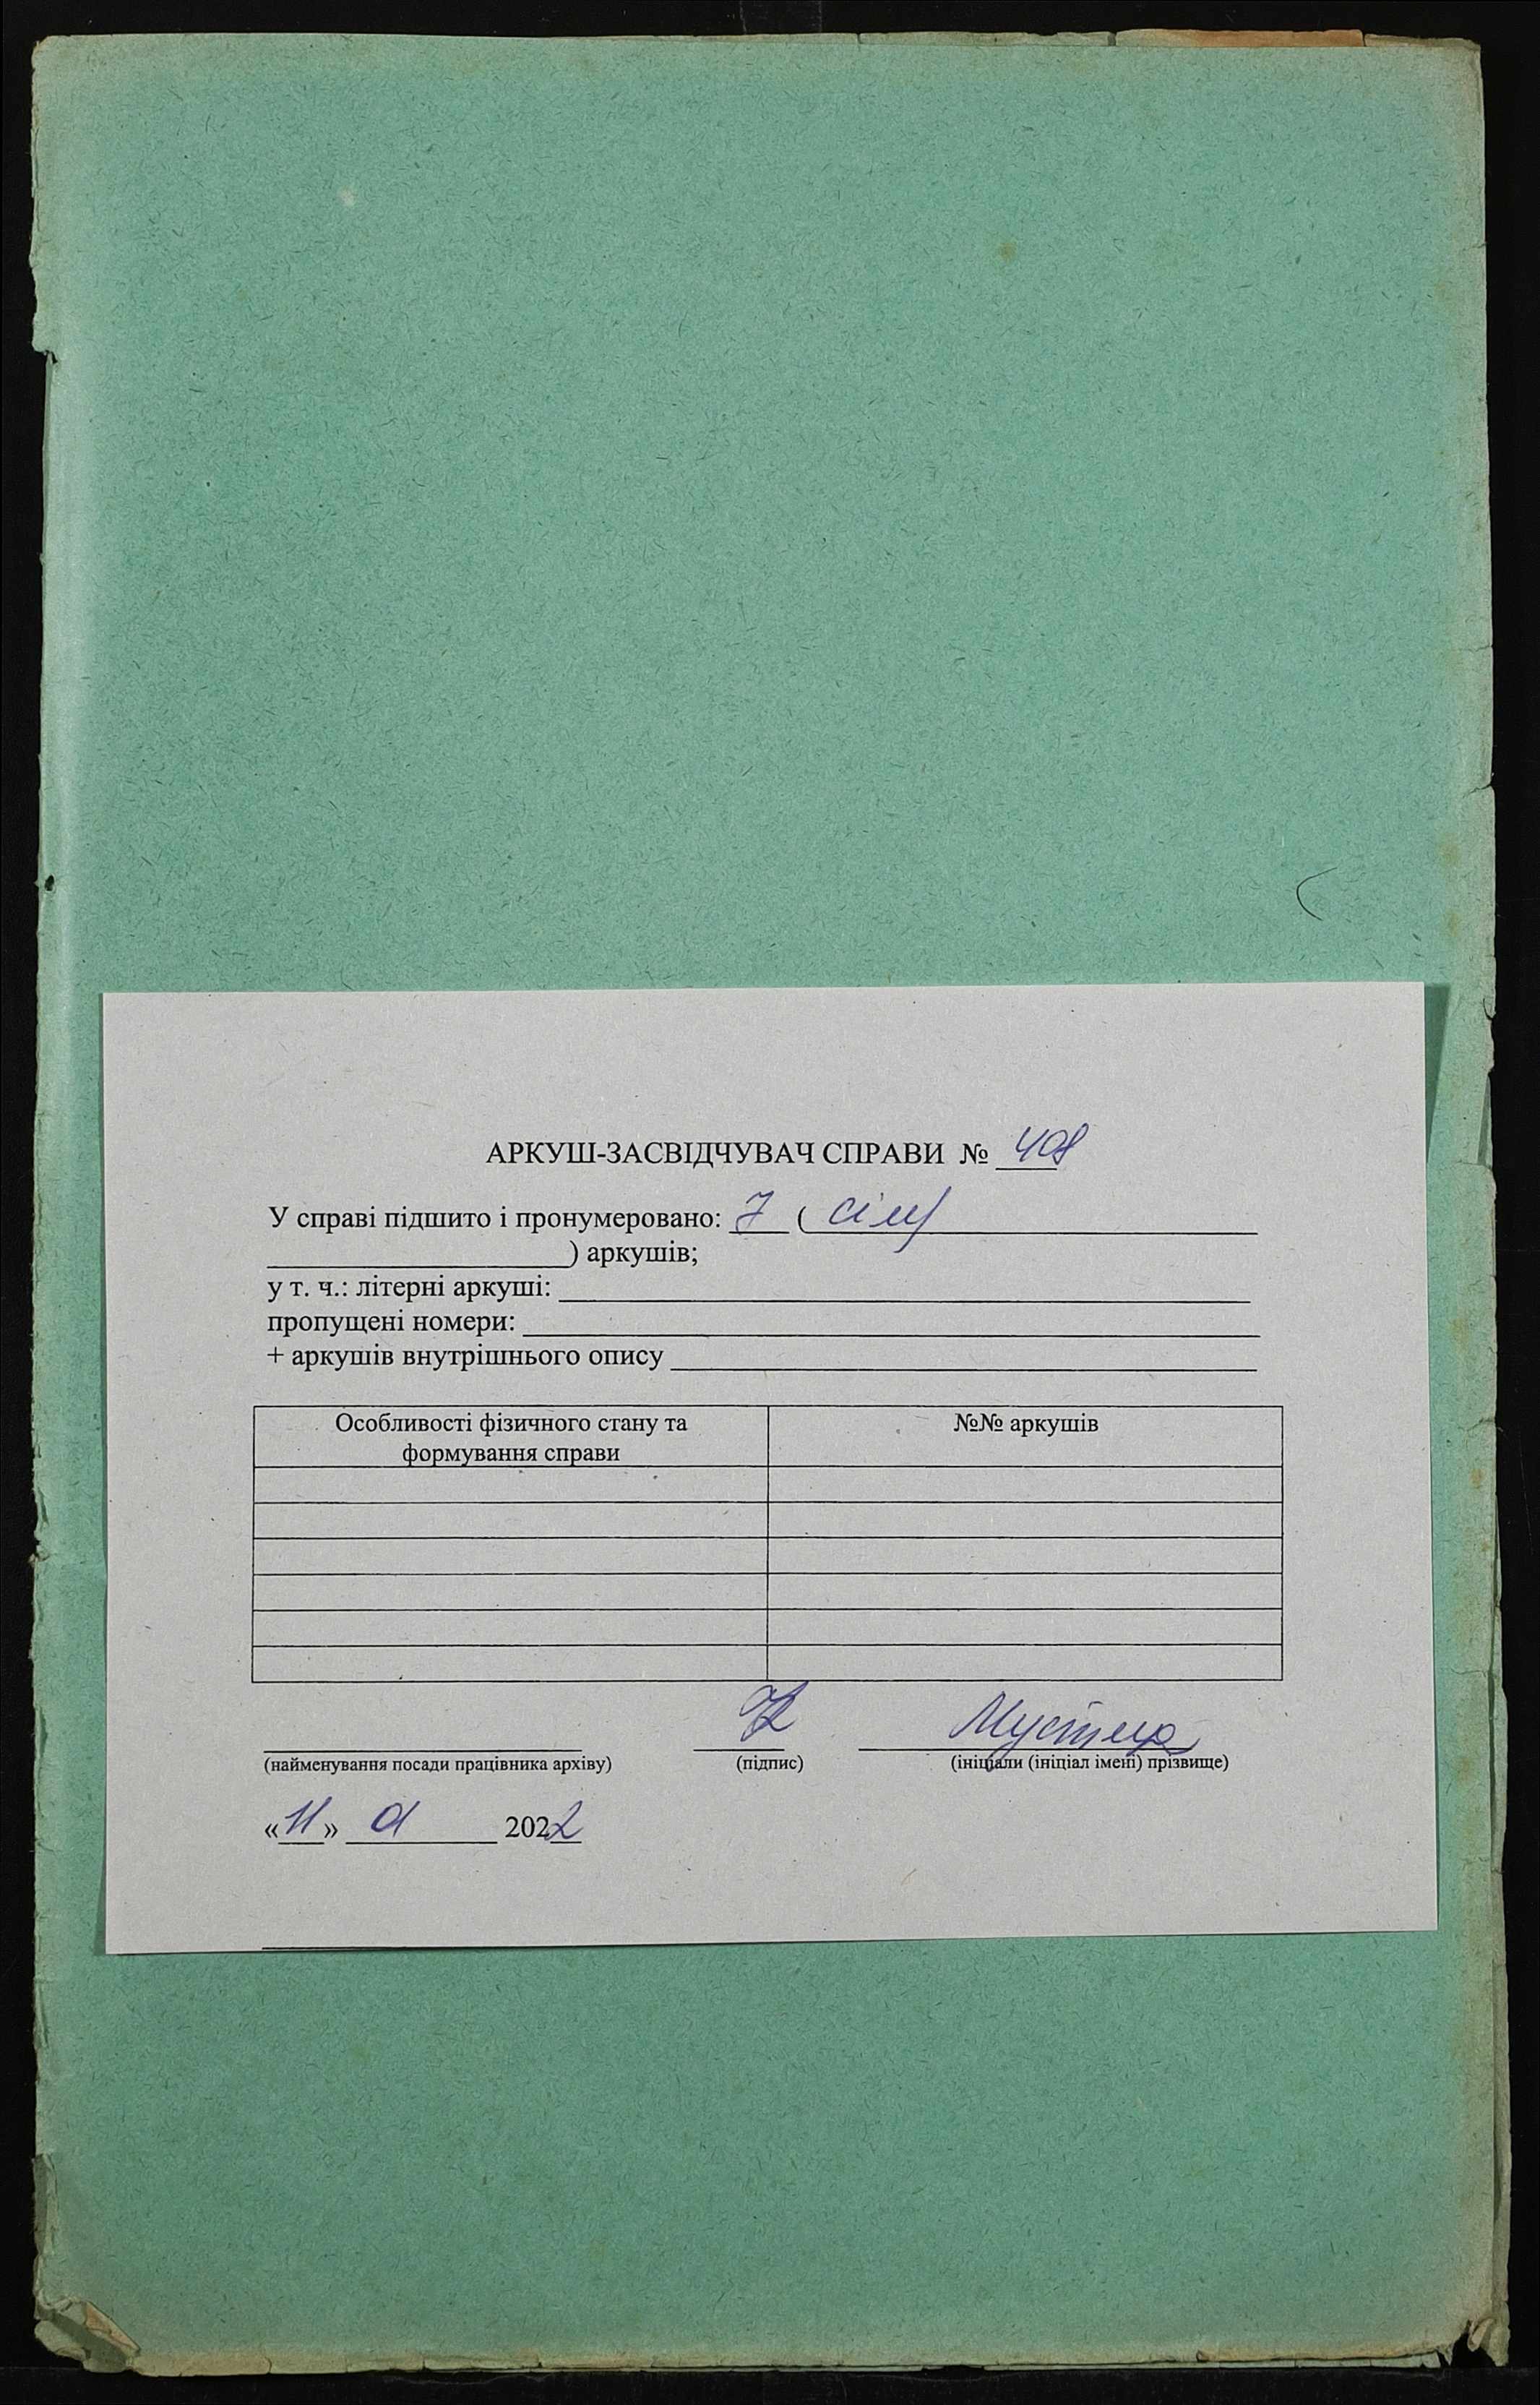 АРКУШ-ЗАСВІДЧУВАЧ СПРАВИ № 408
У справі підшито і пронумеровано: 7 ( сім)
) аркушів;
у т. ч.: літерні аркуші:
пропущені номери:
+ аркушів внутрішнього опису
Особливості фізичного стану та
формування справи
№№ аркушів
(найменування посади працівника архіву)
(підпис)
(ініціали (ініціал імені) прізвище)
«11» 01 2022